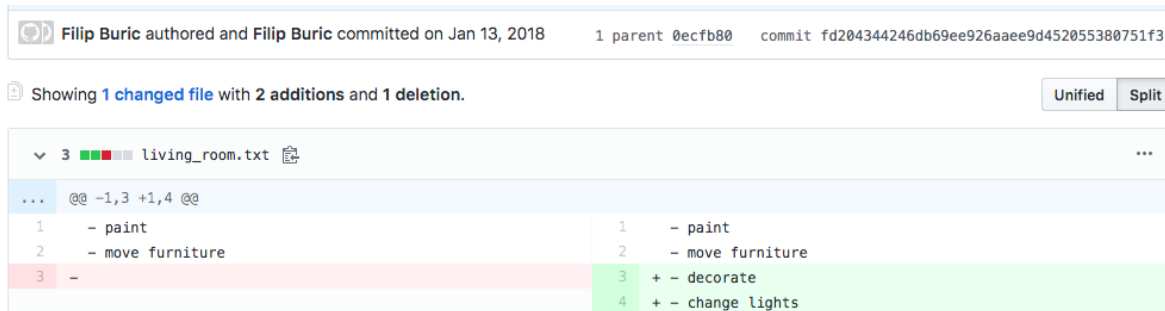 Filip Buric authored and Filip Buric committed on Jan 13, 2018 1 parent 0ecfb80 commit fd204344246db69ee926aaee9d452055380751f3
Showing 1 changed file with 2 additions and 1 deletion. Unified Split
3 living_room.txt ...
... @@ -1,3 +1,4 @@
1 - paint 1 - paint
2 - move furniture 2 - move furniture
3 - 3 + - decorate
4 + - change lights